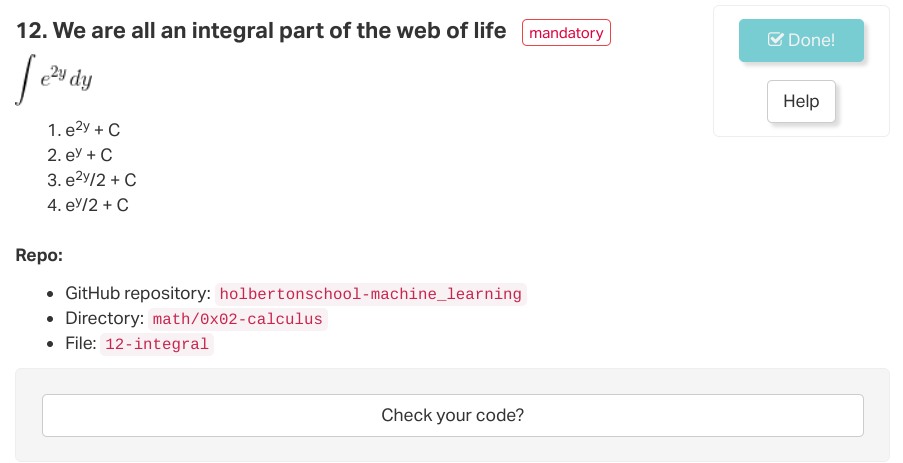 12. We are all an integral part of the web of life mandatory
Done!
∫ e^{2y} dy
Help
1. e^{2y} + C
2. e^{y} + C
3. e^{2y}/2 + C
4. e^{y}/2 + C
Repo:
• GitHub repository: holbertonschool-machine_learning
• Directory: math/0x02-calculus
• File: 12-integral
Check your code?